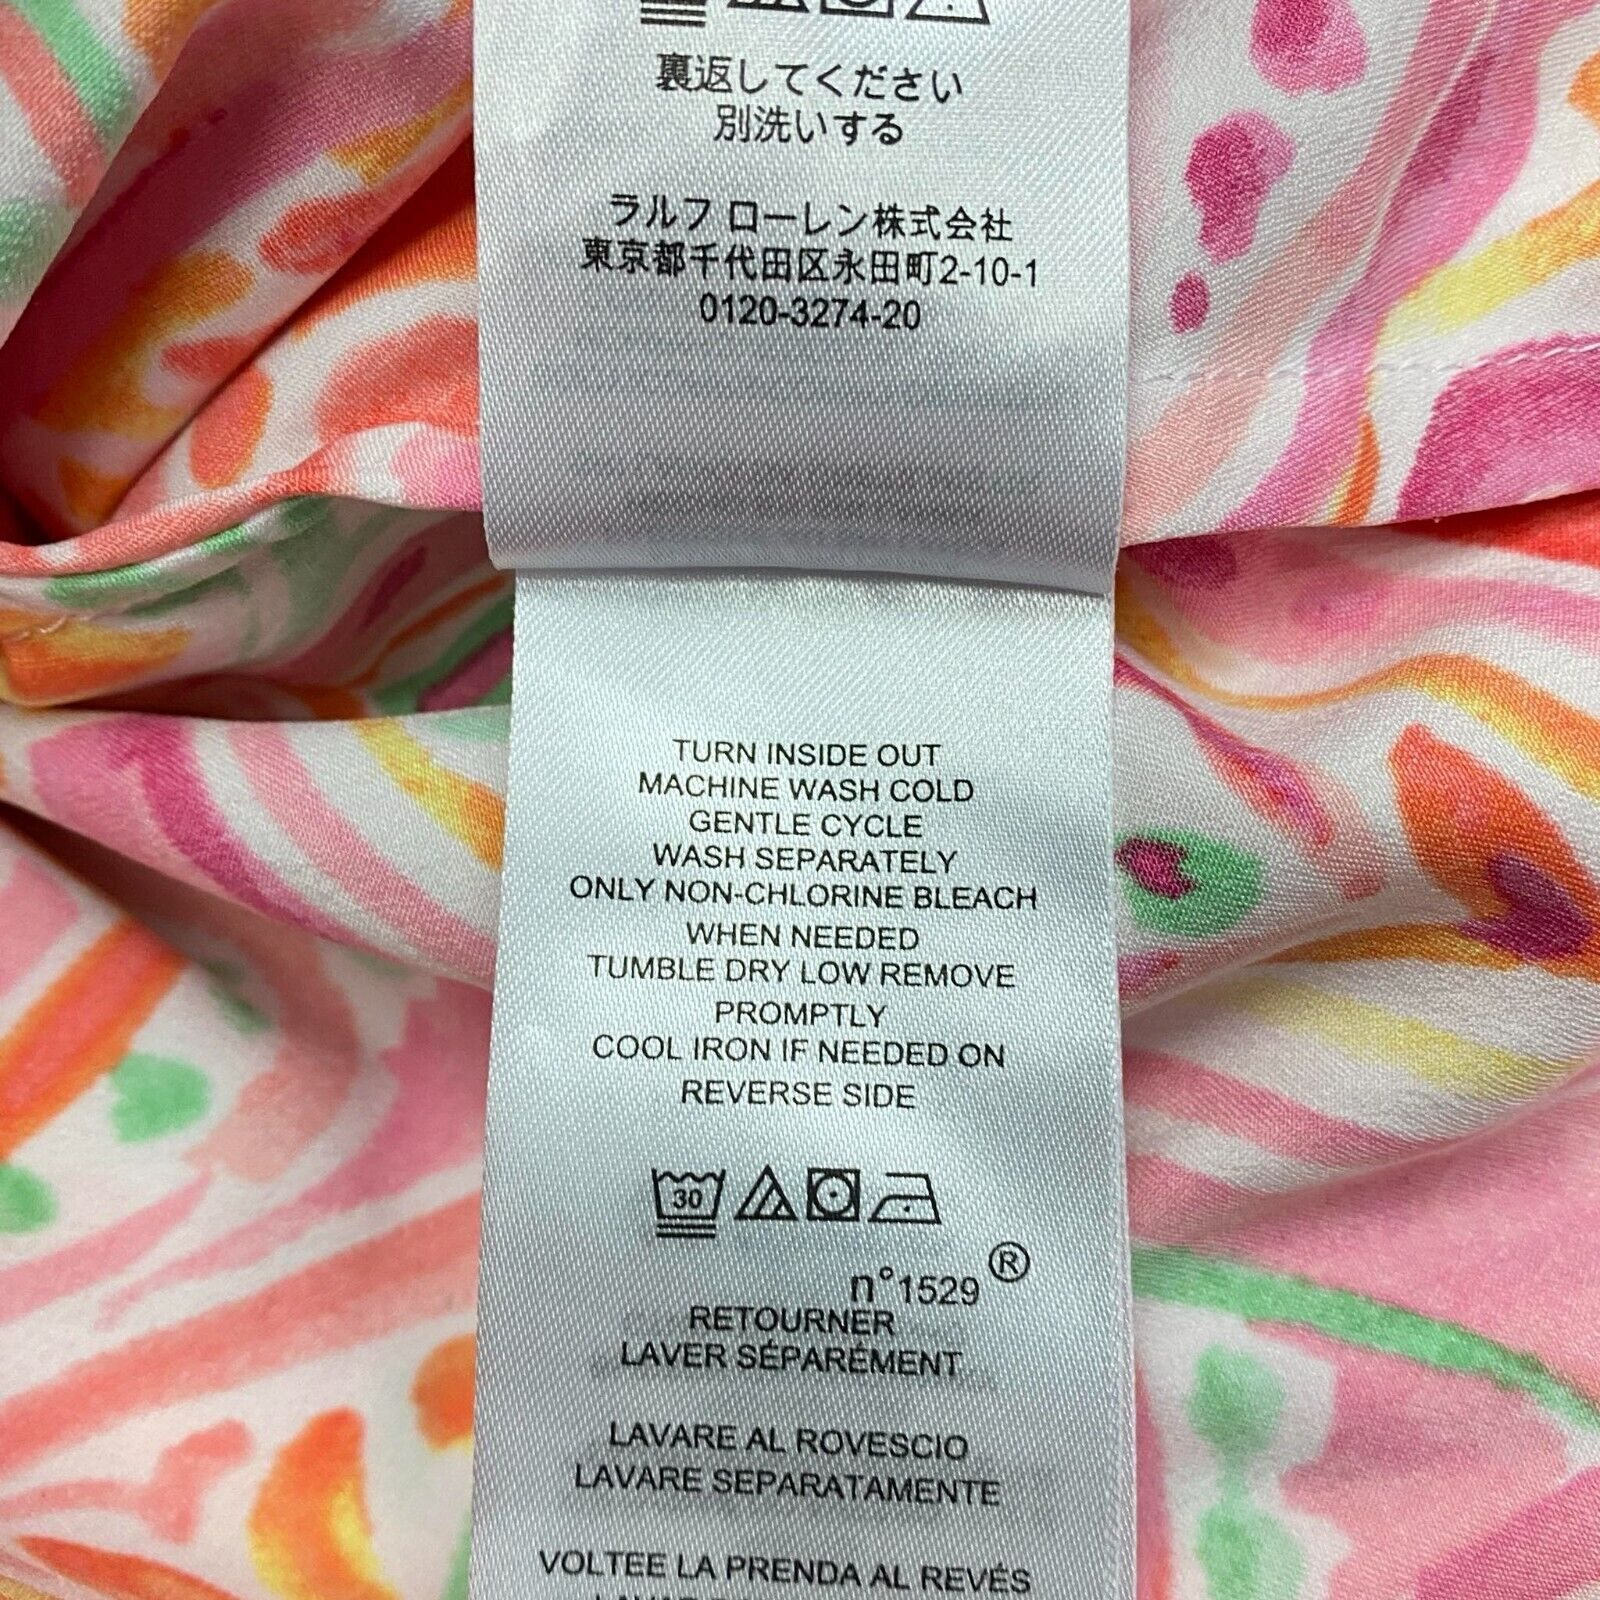 裏返してください
別洗いする
ラルフ ローレン株式会社
東京都千代田区永田町2-10-1
0120-3274-20
TURN INSIDE OUT
MACHINE WASH COLD
GENTLE CYCLE
WASH SEPARATELY
ONLY NON-CHLORINE BLEACH
WHEN NEEDED
TUMBLE DRY LOW REMOVE
PROMPTLY
COOL IRON IF NEEDED ON
REVERSE SIDE
30
n°1529 ®
RETOURNER
LAVER SÉPARÉMENT
LAVARE AL ROVESCIO
LAVARE SEPARATAMENTE
VOLTEE LA PRENDA AL REVÉS